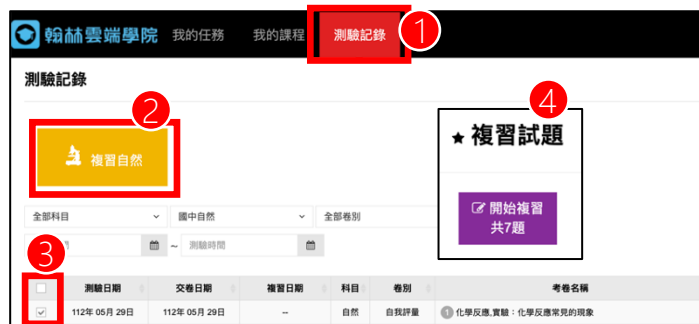 翰林雲端學院 我的任務 我的課程 測驗記錄 1
測驗記錄
2
複習自然
4
★ 複習試題
開始複習
共7題
全部科目 國中自然 全部卷別
3
間 ~ 測驗時間
測驗日期 交卷日期 複習日期 科目 卷別 考卷名稱
112年 05月 29日 112年 05月 29日 -- 自然 自我評量 1 化學反應,實驗:化學反應常見的現象